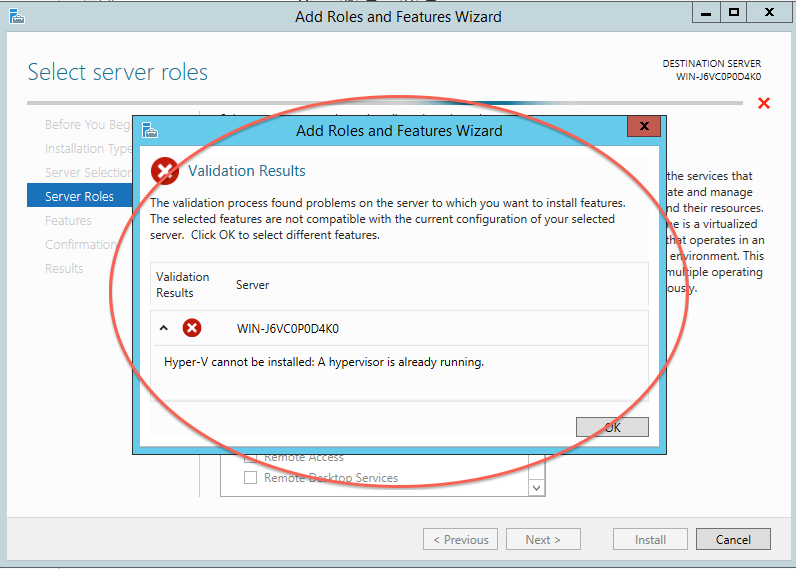 Add Roles and Features Wizard
Select server roles
DESTINATION SERVER
WIN-J6VC0P0D4K0
Before You Beg
Installation Type
Server Selection
Server Roles
Features
Confirmation
Results
Add Roles and Features Wizard
Validation Results
The validation process found problems on the server to which you want to install features.
The selected features are not compatible with the current configuration of your selected
server. Click OK to select different features.
Validation
Results
Server
WIN-J6VC0P0D4K0
Hyper-V cannot be installed: A hypervisor is already running.
OK
the services that
ate and manage
nd their resources.
ne is a virtualized
that operates in an
environment. This
multiple operating
ously.
Remote Access
Remote Desktop Services
< Previous
Next >
Install
Cancel